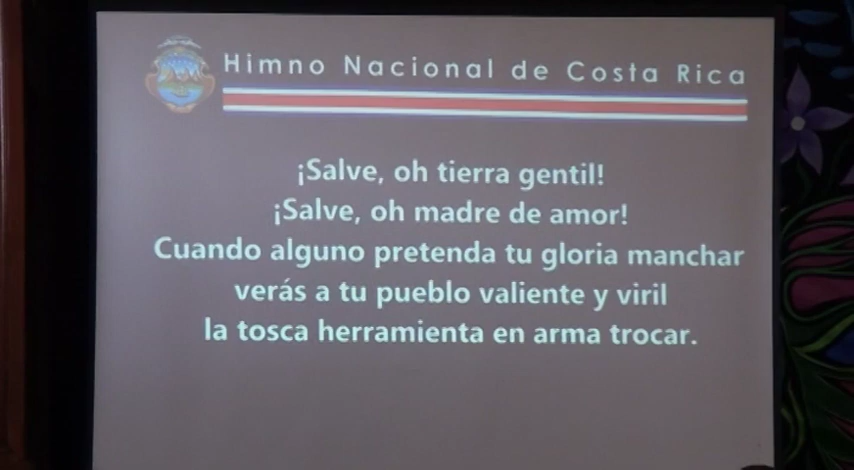 Himno Nacional de Costa Rica
¡Salve, oh tierra gentil!
¡Salve, oh madre de amor!
Cuando alguno pretenda tu gloria manchar
verás a tu pueblo valiente y viril
la tosca herramienta en arma trocar.